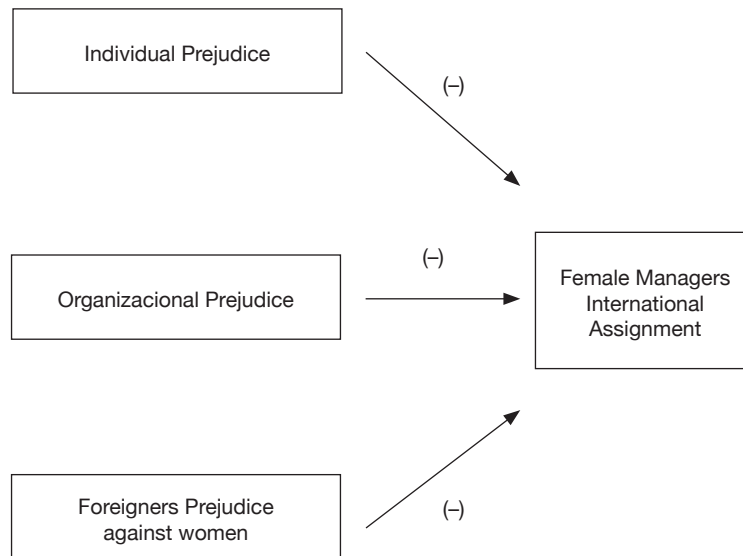 Individual Prejudice
(–)
Organizacional Prejudice
(–)
Female Managers
International
Assignment
Foreigners Prejudice
against women
(–)